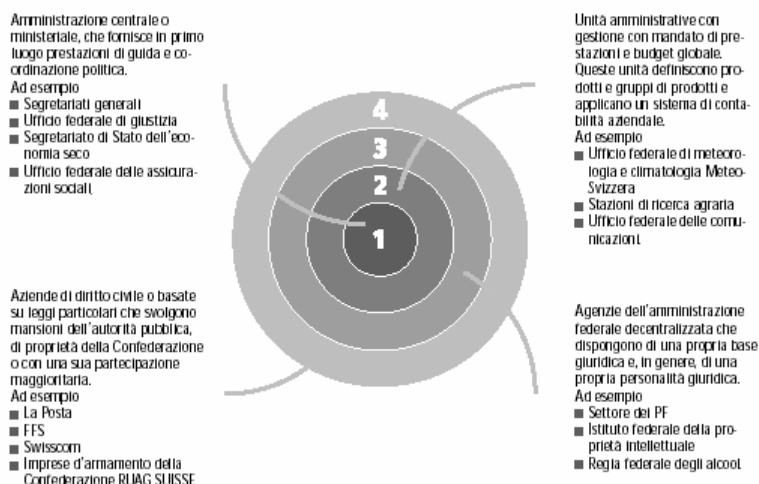 Amministrazione centrale o
ministeriale, che fornisce in primo
luogo prestazioni di guida e co-
ordinazione politica.
Ad esempio
■ Segretariati generali
■ Ufficio federale di giustizia
■ Segretariato di Stato dell'eco-
nomia seco
■ Ufficio federale delle assicura-
zioni sociali.
Unità amministrative con
gestione con mandato di pre-
stazioni e budget globale.
Queste unità definiscono pro-
dotti e gruppi di prodotti e
applicano un sistema di conta-
bilità aziendale.
Ad esempio
■ Ufficio federale di meteoro-
logia e climatologia Meteo-
Svizzera
■ Stazioni di ricerca agraria
■ Ufficio federale delle comu-
nicazioni.
4
3
2
1
Aziende di diritto civile o basate
su leggi particolari che svolgono
mansioni dell'autorità pubblica,
di proprietà della Confederazione
o con una sua partecipazione
maggioritaria.
Ad esempio
■ La Posta
■ FFS
■ Swisscom
■ Imprese d'armamento della
Confederazione RUAG SUISSE
Agenzie dell'amministrazione
federale decentralizzata che
dispongono di una propria base
giuridica e, in genere, di una
propria personalità giuridica.
Ad esempio
■ Settore dei PF
■ Istituto federale della pro-
prietà intellettuale
■ Regìa federale degli alcool.